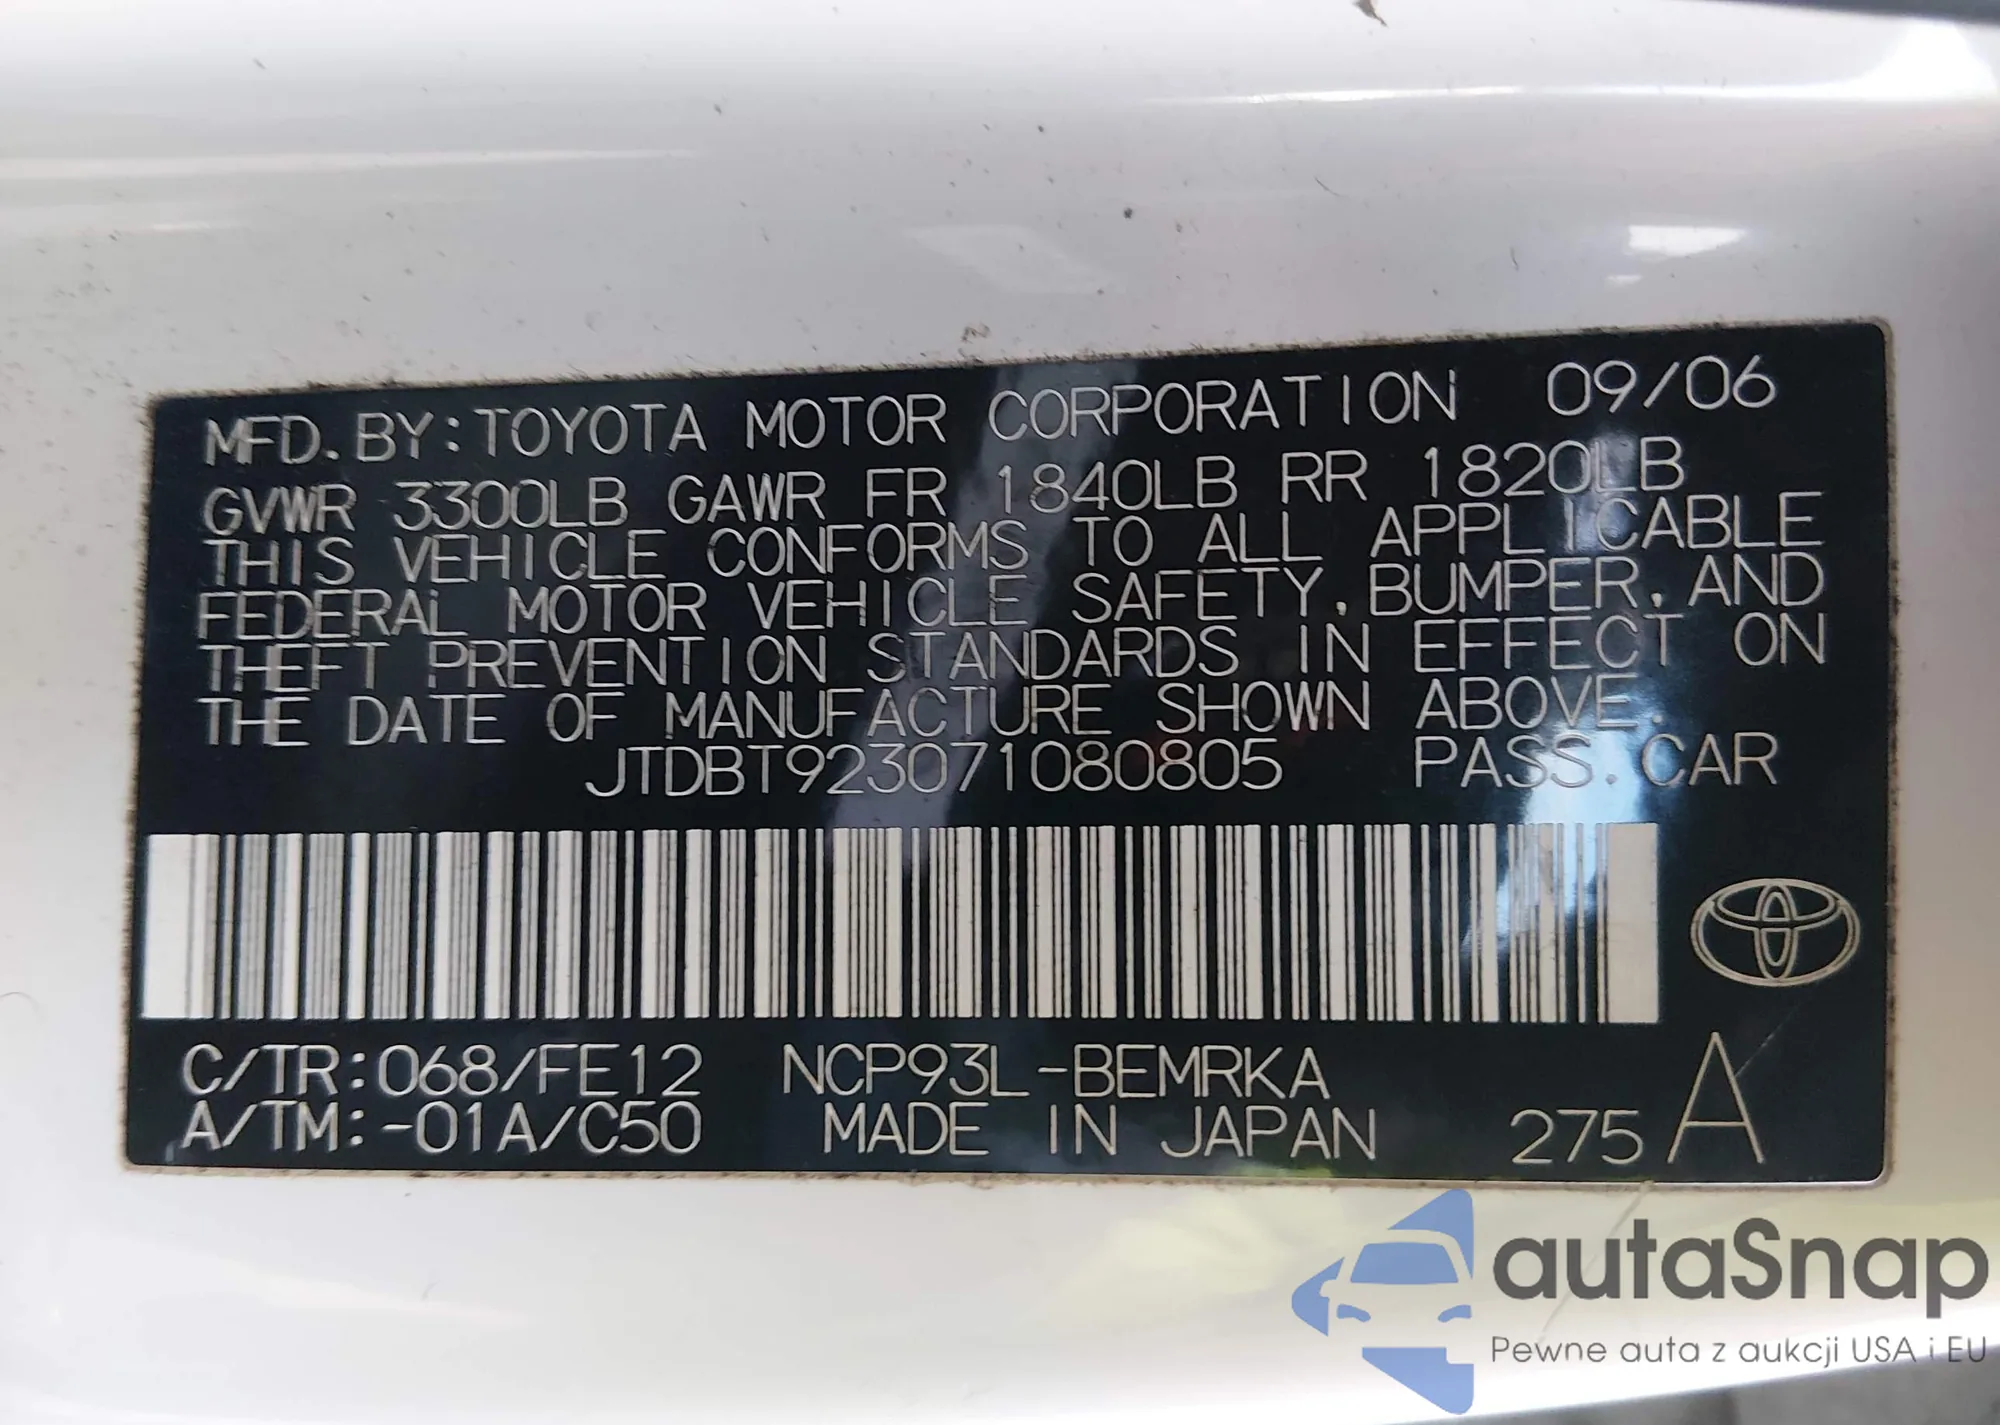 MFD. BY: TOYOTA MOTOR CORPORATION 09/06
GVWR 3300LB GAWR FR 1840LB RR 1820LB
THIS VEHICLE CONFORMS TO ALL APPLICABLE
FEDERAL MOTOR VEHICLE SAFETY, BUMPER, AND
THEFT PREVENTION STANDARDS IN EFFECT ON
THE DATE OF MANUFACTURE SHOWN ABOVE.
JTDBT923071080805 PASS. CAR
C/TR: 068/FE12 NCP93L-BEMRKA
A/TM: -01A/C50 MADE IN JAPAN 275 A
autaSnap
Pewne auta z aukcji USA i EU